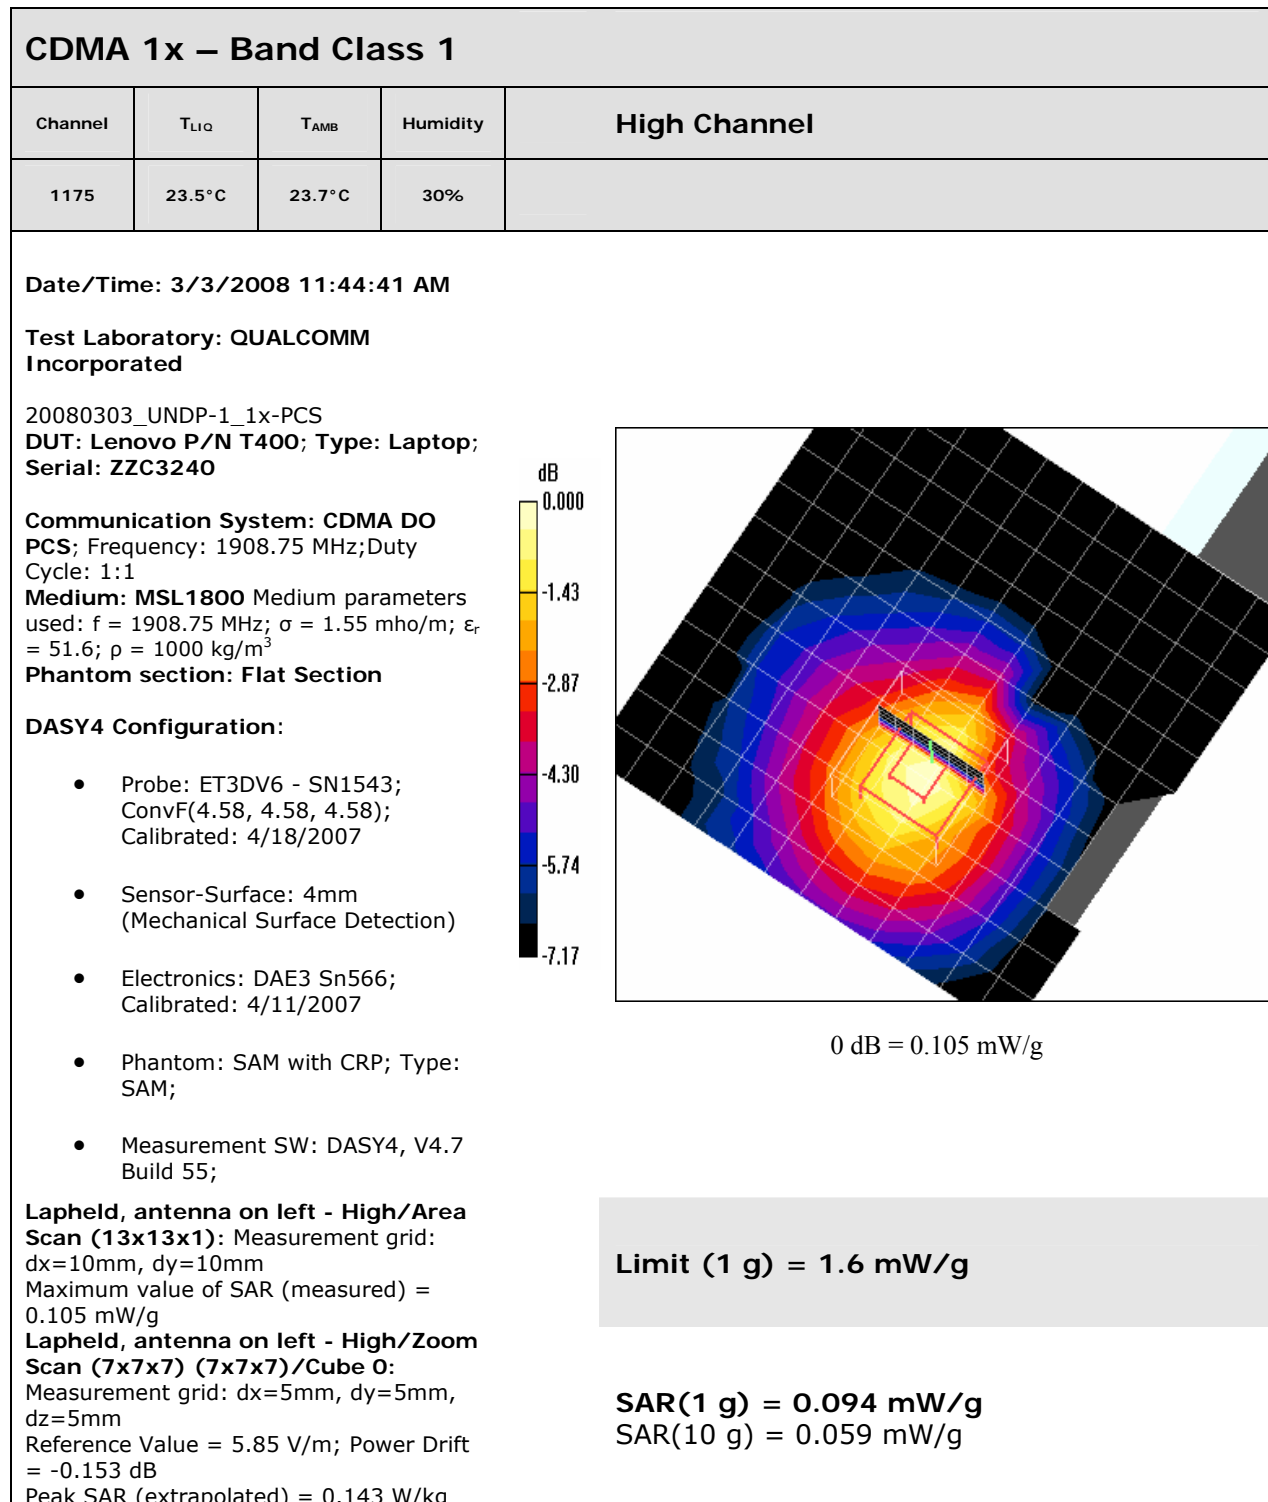 CDMA 1x – Band Class 1
Channel
T_LIQ
T_AMB
Humidity
High Channel
1175
23.5°C
23.7°C
30%
Date/Time: 3/3/2008 11:44:41 AM
Test Laboratory: QUALCOMM
Incorporated
20080303_UNDP-1_1x-PCS
DUT: Lenovo P/N T400; Type: Laptop;
Serial: ZZC3240
Communication System: CDMA DO
PCS; Frequency: 1908.75 MHz;Duty
Cycle: 1:1
Medium: MSL1800 Medium parameters
used: f = 1908.75 MHz; σ = 1.55 mho/m; εr
= 51.6; ρ = 1000 kg/m³
Phantom section: Flat Section
DASY4 Configuration:
• Probe: ET3DV6 - SN1543;
ConvF(4.58, 4.58, 4.58);
Calibrated: 4/18/2007
• Sensor-Surface: 4mm
(Mechanical Surface Detection)
• Electronics: DAE3 Sn566;
Calibrated: 4/11/2007
• Phantom: SAM with CRP; Type:
SAM;
• Measurement SW: DASY4, V4.7
Build 55;
Lapheld, antenna on left - High/Area
Scan (13x13x1): Measurement grid:
dx=10mm, dy=10mm
Maximum value of SAR (measured) =
0.105 mW/g
Lapheld, antenna on left - High/Zoom
Scan (7x7x7) (7x7x7)/Cube 0:
Measurement grid: dx=5mm, dy=5mm,
dz=5mm
Reference Value = 5.85 V/m; Power Drift
= -0.153 dB
Peak SAR (extrapolated) = 0.143 W/kg
dB
0.000
-1.43
-2.87
-4.30
-5.74
-7.17
0 dB = 0.105 mW/g
Limit (1 g) = 1.6 mW/g
SAR(1 g) = 0.094 mW/g
SAR(10 g) = 0.059 mW/g